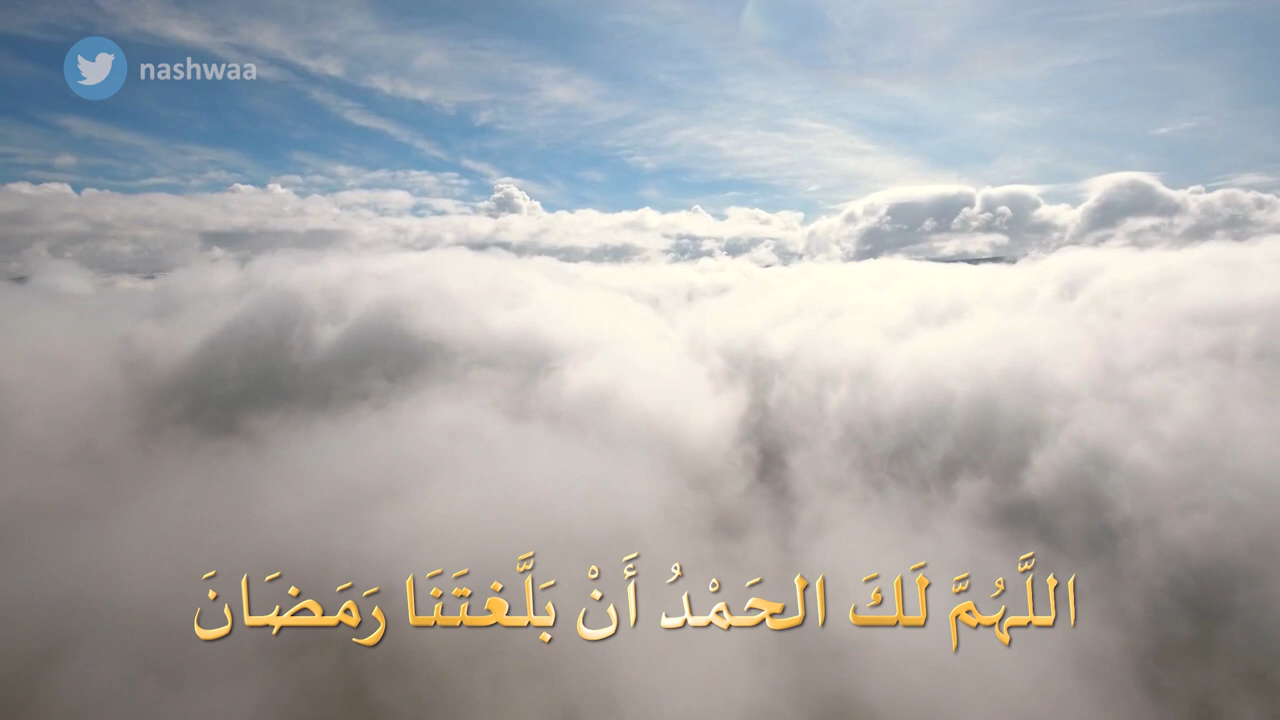 nashwaa
اللَّهُمَّ لَكَ الحَمْدُ أَنْ بَلَّغتَنَا رَمَضَانَ